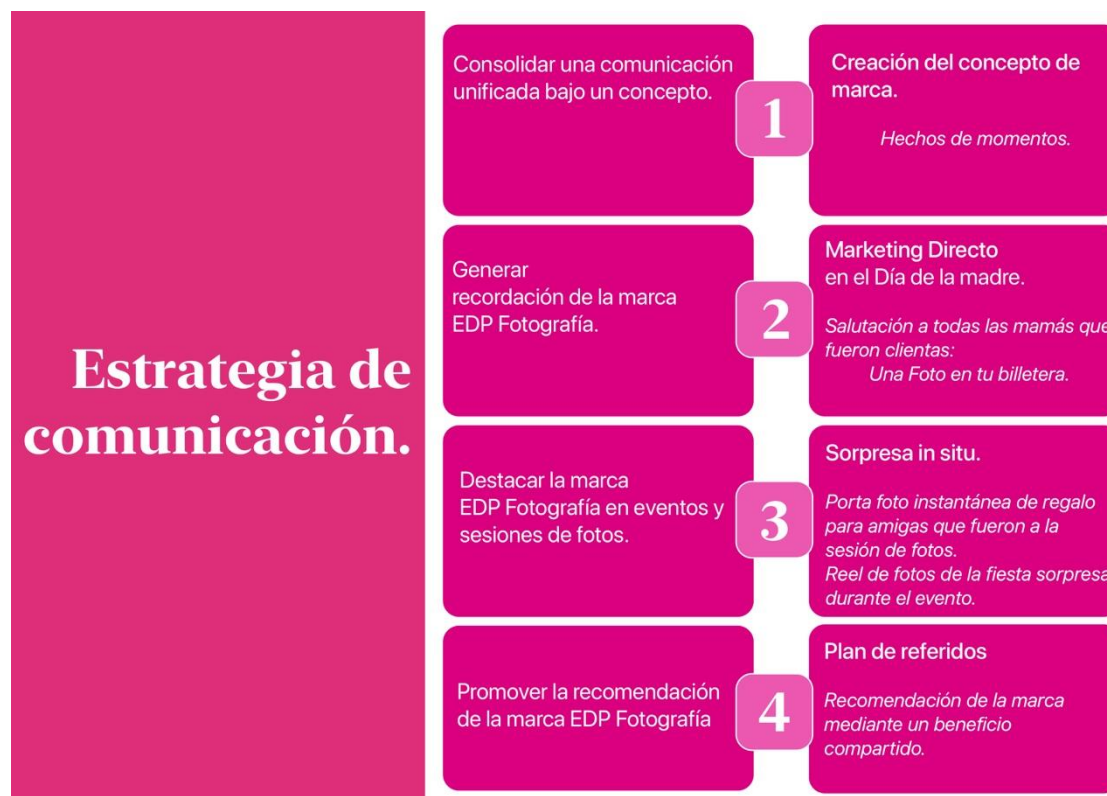 Estrategia de
comunicación.
Consolidar una comunicación
unificada bajo un concepto.
1
Creación del concepto de
marca.
Hechos de momentos.
Generar
recordación de la marca
EDP Fotografía.
2
Marketing Directo
en el Día de la madre.
Salutación a todas las mamás que
fueron clientas:
Una Foto en tu billetera.
Destacar la marca
EDP Fotografía en eventos y
sesiones de fotos.
3
Sorpresa in situ.
Porta foto instantánea de regalo
para amigas que fueron a la
sesión de fotos.
Reel de fotos de la fiesta sorpresa
durante el evento.
Promover la recomendación
de la marca EDP Fotografía
4
Plan de referidos
Recomendación de la marca
mediante un beneficio
compartido.